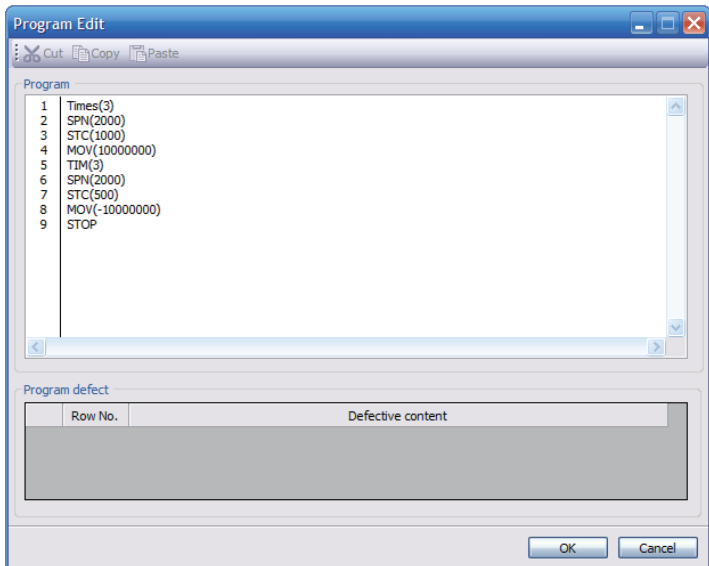 Program Edit
Cut Copy Paste
Program
1 Times(3)
2 SPN(2000)
3 STC(1000)
4 MOV(10000000)
5 TIM(3)
6 SPN(2000)
7 STC(500)
8 MOV(-10000000)
9 STOP
Program defect
Row No. Defective content
OK Cancel